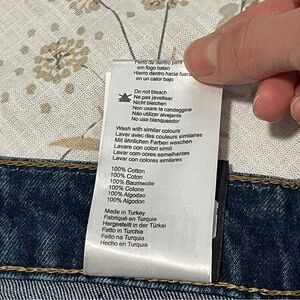 Ferro de dentro para
em fogo baixo
Hierro dentro hacia fuera
en un calor bajo
Do not bleach
Ne pas javelliser
Nicht bleichen
Non usare la candeggina
Não utilizar alvejante
No use blanqueador
Wash with similar colours
Laver avec des couleurs similaires
Mit ähnlichen Farben waschen
Lavare con colori simili
Lavar com cores semelhantes
Lavar con colores similares
100% Cotton
100% Coton
100% Baumwolle
100% Cotone
100% Algodao
100% Algodon
Made in Turkey
Fabriqué en Turquie
Hergestellt in der Türkei
Fatto in Turchia
Feito na Turquia
Hecho en Turquía